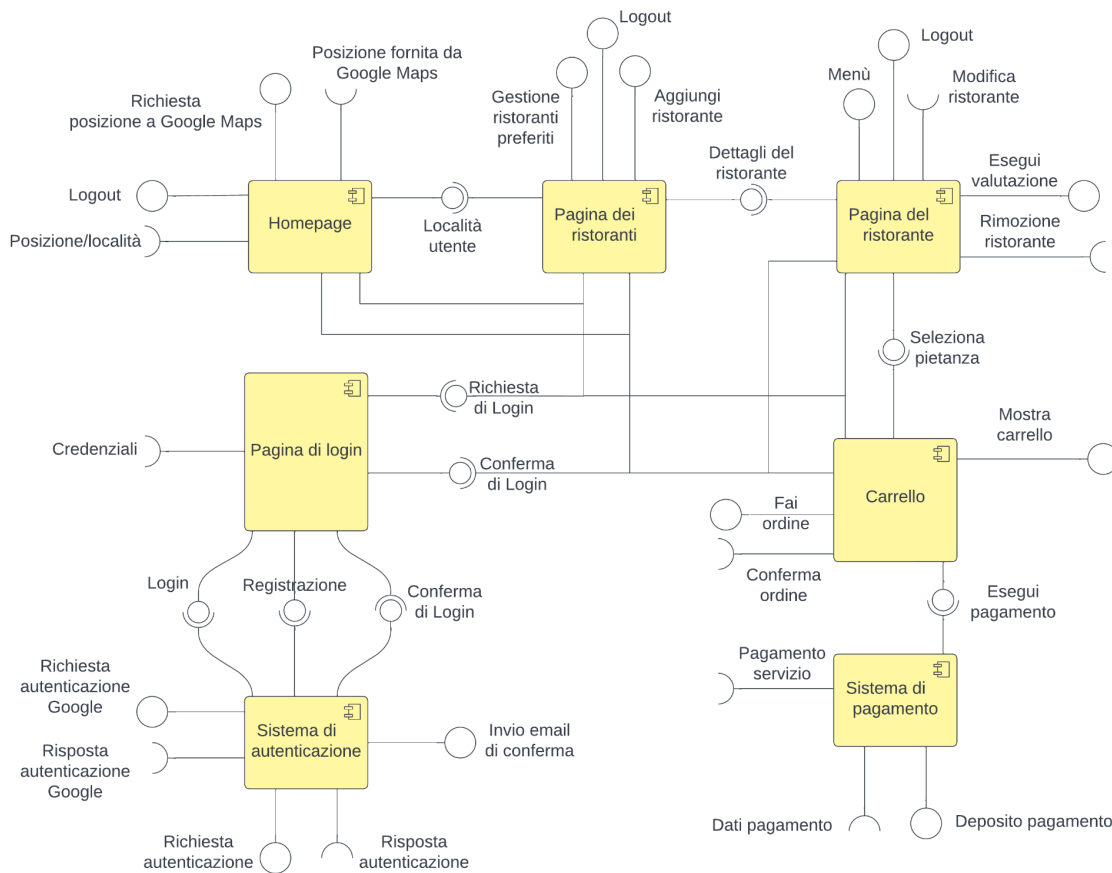 Logout
Logout
Posizione fornita da
Google Maps
Menù
Modifica
ristorante
Richiesta
posizione a Google Maps
Gestione
ristoranti
preferiti
Aggiungi
ristorante
Dettagli del
ristorante
Esegui
valutazione
Logout
Homepage
Località
utente
Pagina dei
ristoranti
Pagina del
ristorante
Rimozione
ristorante
Posizione/località
Seleziona
pietanza
Richiesta
di Login
Mostra
carrello
Credenziali
Pagina di login
Conferma
di Login
Carrello
Fai
ordine
Conferma
ordine
Login
Registrazione
Conferma
di Login
Esegui
pagamento
Richiesta
autenticazione
Google
Pagamento
servizio
Sistema di
pagamento
Sistema di
autenticazione
Invio email
di conferma
Risposta
autenticazione
Google
Richiesta
autenticazione
Risposta
autenticazione
Dati pagamento
Deposito pagamento